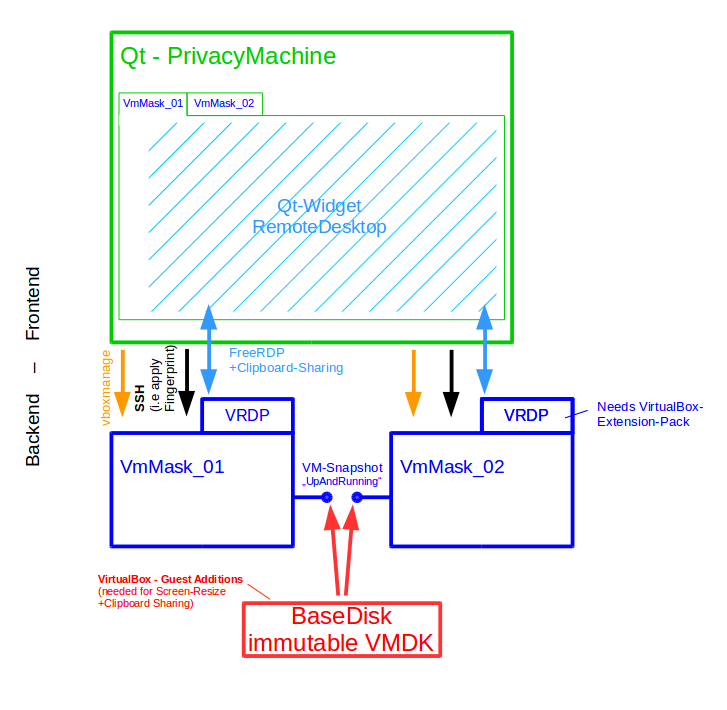 Qt - PrivacyMachine
VmMask_01
VmMask_02
Qt-Widget
RemoteDesktop
Backend – Frontend
vboxmanage
SSH
(i.e apply
Fingerprint)
FreeRDP
+Clipboard-Sharing
VRDP
VRDP
Needs VirtualBox-
Extension-Pack
VmMask_01
VM-Snapshot
„UpAndRunning“
VmMask_02
VirtualBox - Guest Additions
(needed for Screen-Resize
+Clipboard Sharing)
BaseDisk
immutable VMDK